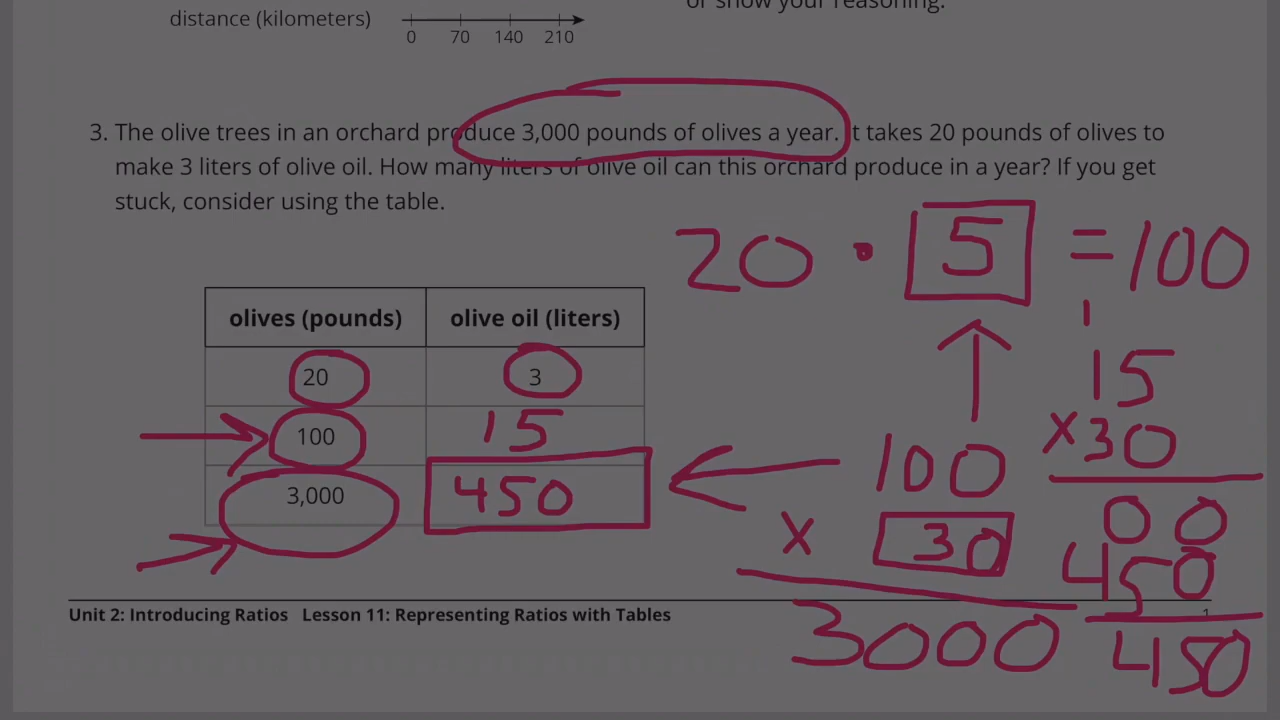 distance (kilometers)
0 70 140 210
or show your reasoning.
3. The olive trees in an orchard produce 3,000 pounds of olives a year. It takes 20 pounds of olives to
make 3 liters of olive oil. How many liters of olive oil can this orchard produce in a year? If you get
stuck, consider using the table.
20 · 5 = 100
olives (pounds) olive oil (liters)
20 3
100 15
3,000 450
100
x 30
3000
1
15
x 30
00
450
450
Unit 2: Introducing Ratios Lesson 11: Representing Ratios with Tables 1